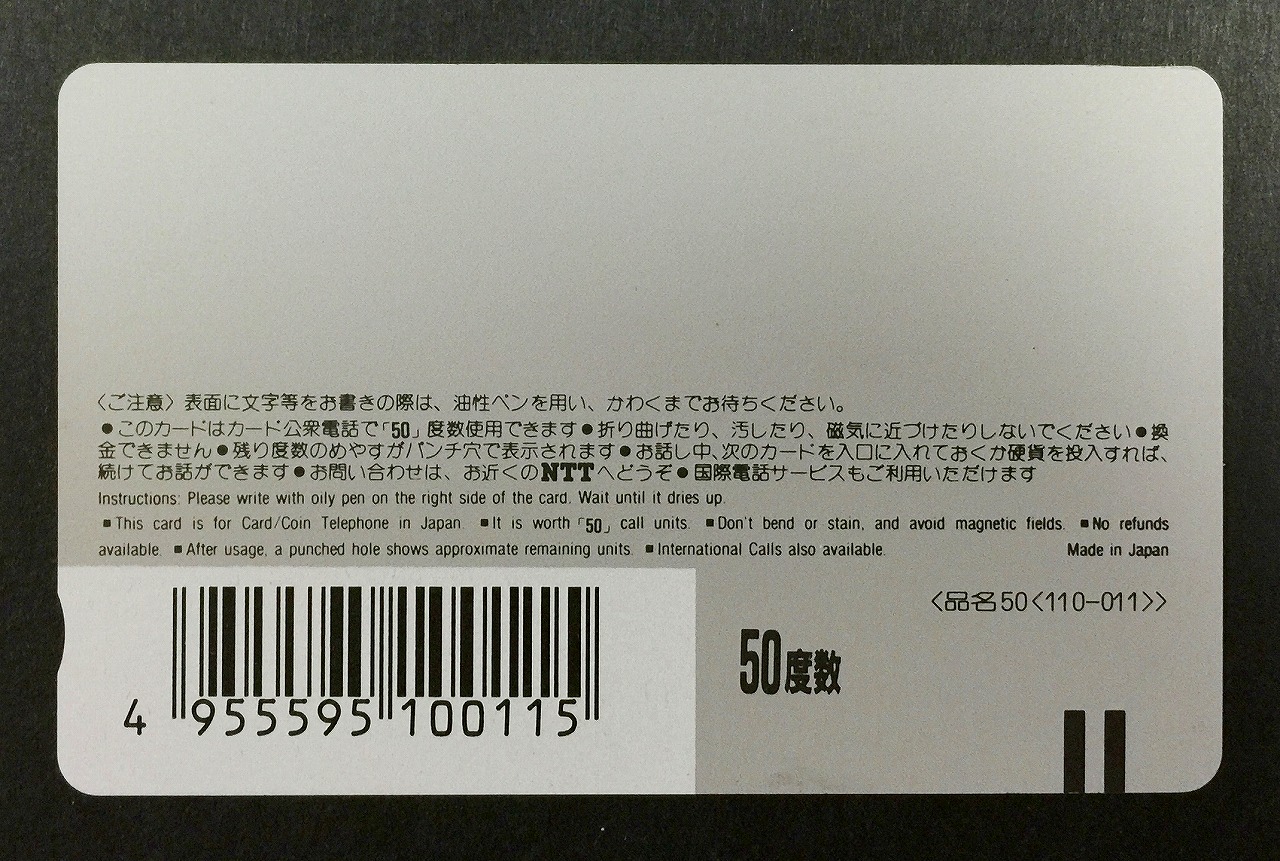 〈ご注意〉表面に文字等をお書きの際は、油性ペンを用い、かわくまでお待ちください。
●このカードはカード公衆電話で「50」度数使用できます●折り曲げたり、汚したり、磁気に近づけたりしないでください●換
金できません●残り度数のめやすがパンチ穴で表示されます●お話し中、次のカードを入口に入れておくか硬貨を投入すれば、
続けてお話ができます●お問い合わせは、お近くのNTTへどうぞ●国際電話サービスもご利用いただけます
Instructions: Please write with oily pen on the right side of the card. Wait until it dries up.
■This card is for Card/Coin Telephone in Japan. ■It is worth「50」call units. ■Don't bend or stain, and avoid magnetic fields. ■No refunds
available. ■After usage, a punched hole shows approximate remaining units. ■International Calls also available. Made in Japan
〈品名50〈110-011〉〉
50度数
4 955595 100115